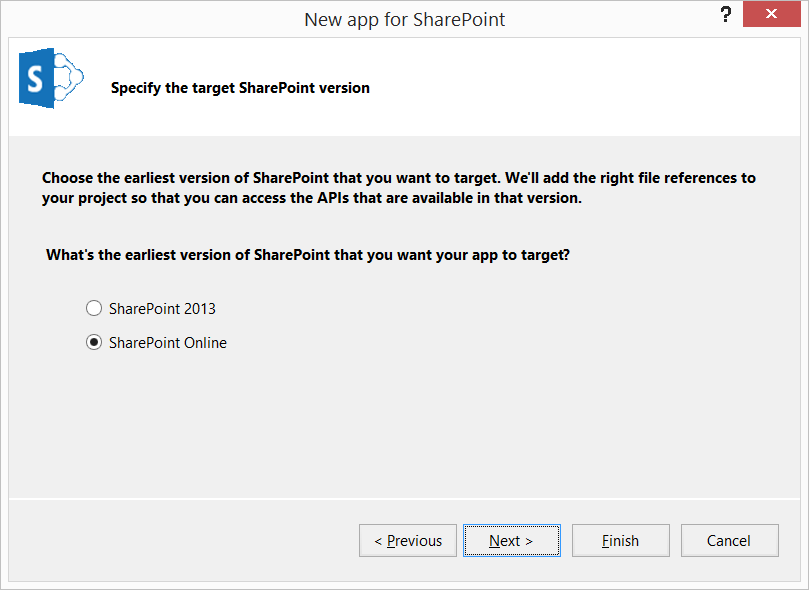 New app for SharePoint
?
S
Specify the target SharePoint version
Choose the earliest version of SharePoint that you want to target. We'll add the right file references to
your project so that you can access the APIs that are available in that version.
What's the earliest version of SharePoint that you want your app to target?
SharePoint 2013
SharePoint Online
< Previous
Next >
Finish
Cancel